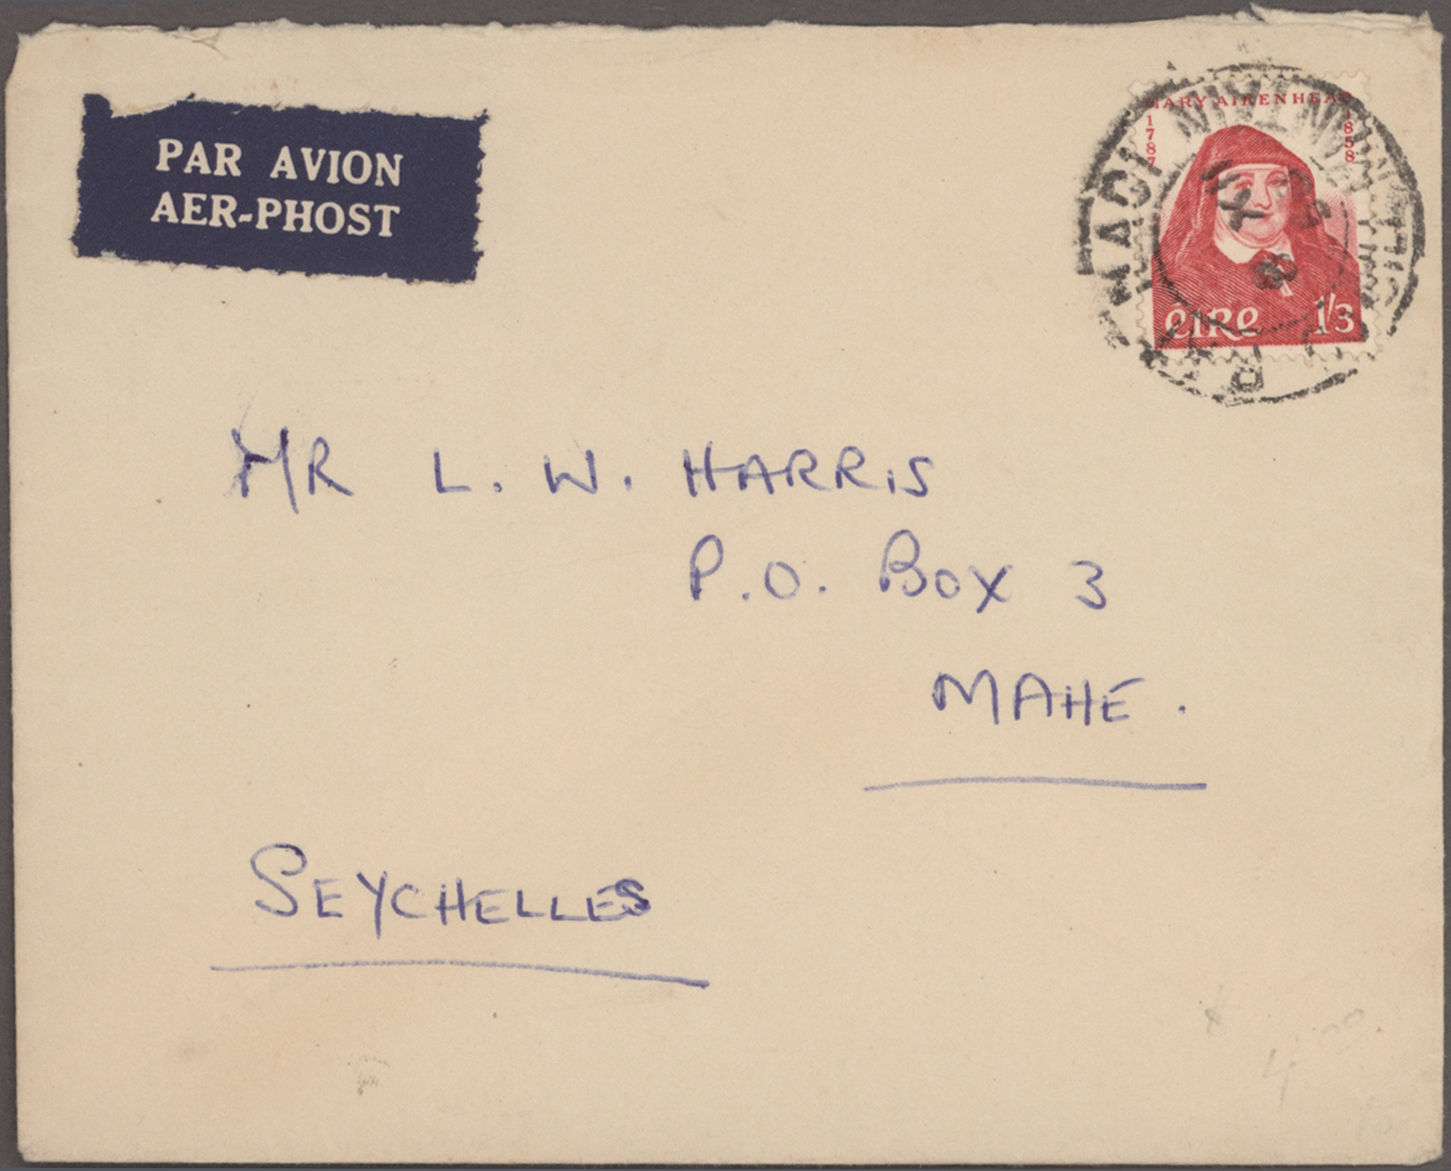 PAR AVION
AER-PHOST
MARY AIKENHEAD
1787
1858
éIRe 1/3
MR L. W. HARRIS
P.O. BOX 3
MAHE.
SEYCHELLES